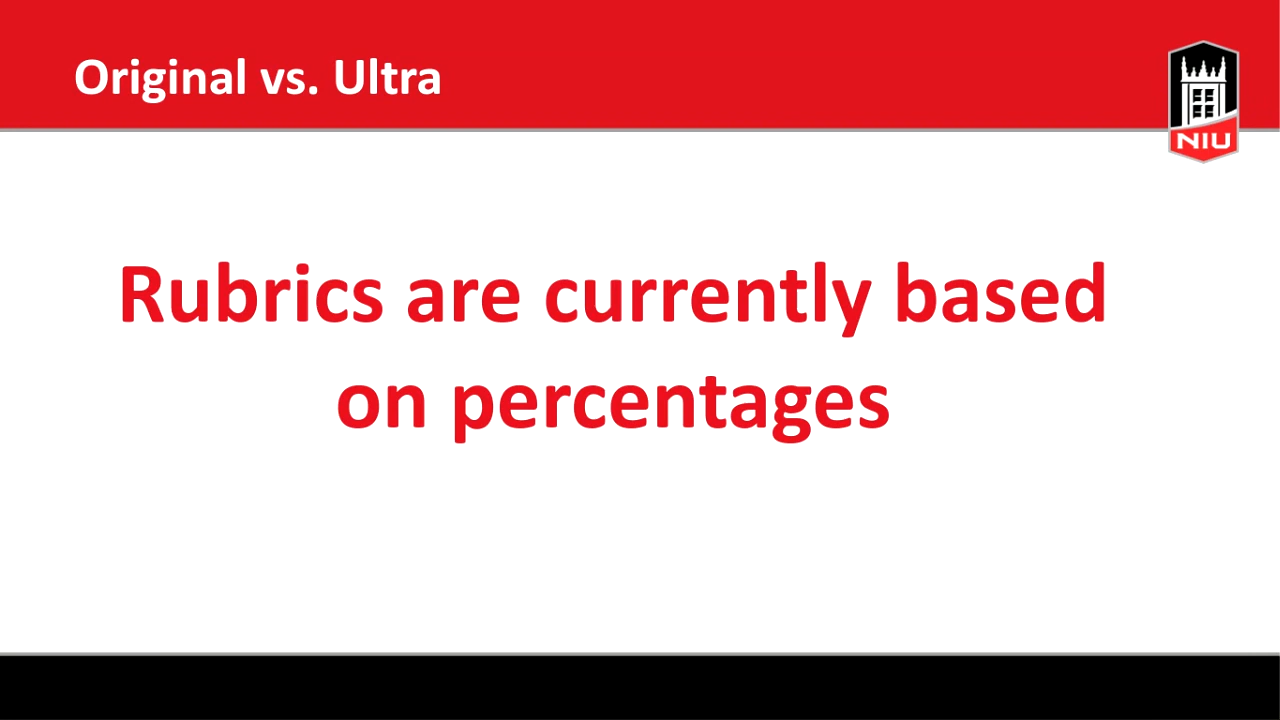 Original vs. Ultra
NIU
Rubrics are currently based
on percentages